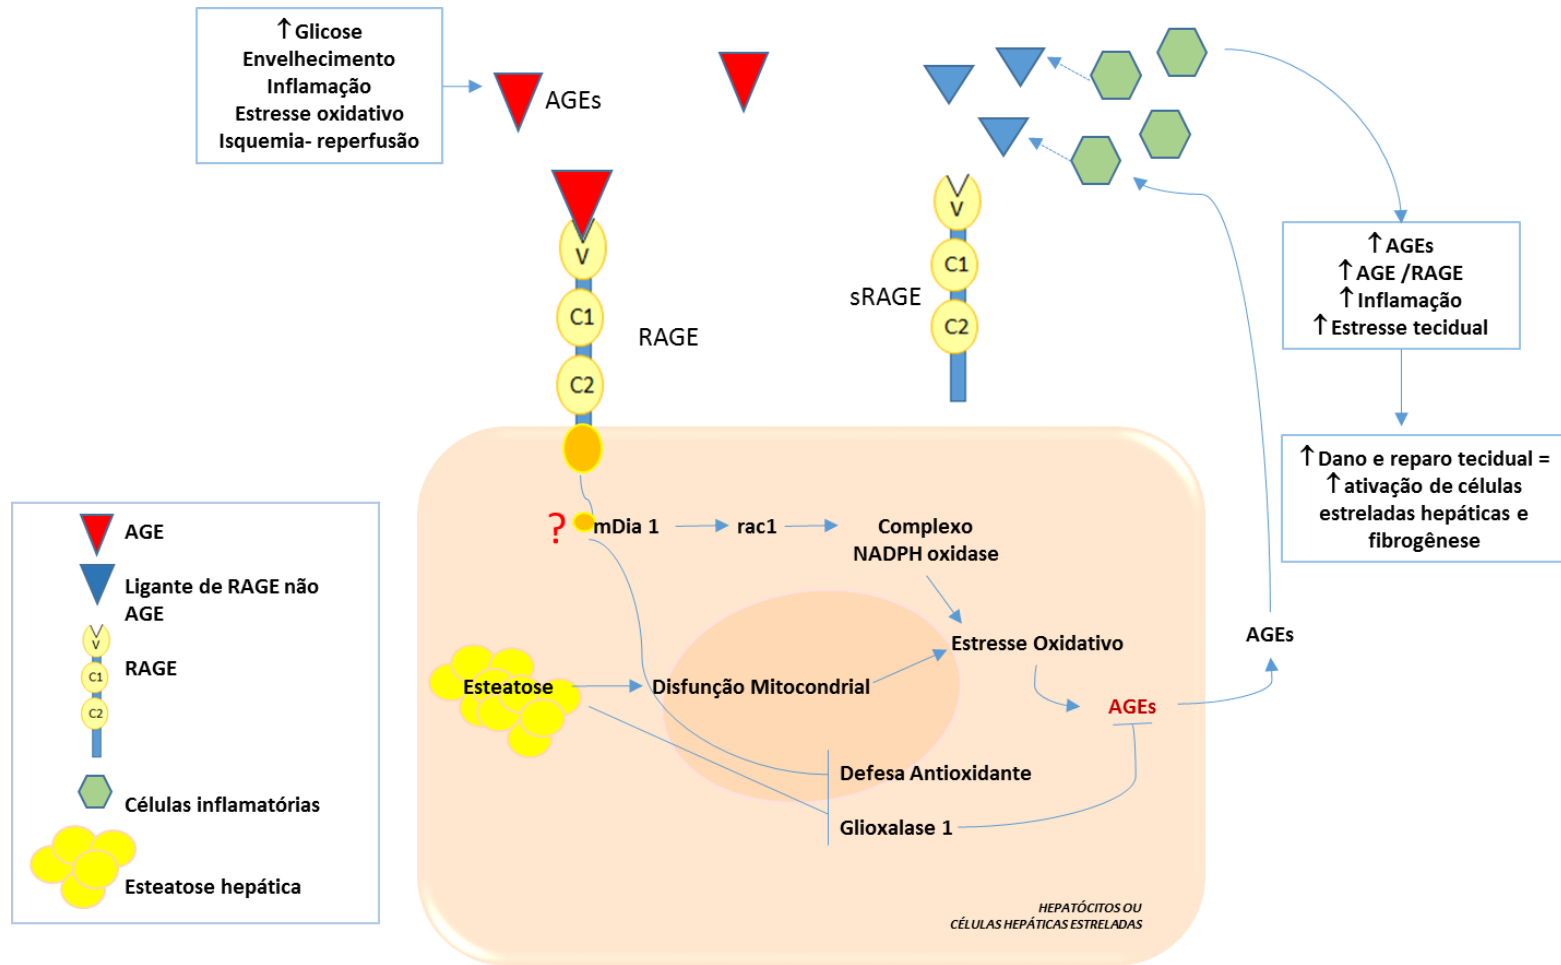 ↑Glicose
Envelhecimento
Inflamação
Estresse oxidativo
Isquemia- reperfusão
AGEs
V
C1
C2
RAGE
V
C1
C2
sRAGE
↑AGEs
↑AGE /RAGE
↑Inflamação
↑Estresse tecidual
↑Dano e reparo tecidual =
↑ativação de células
estreladas hepáticas e
fibrogênese
? mDia 1
rac1
Complexo
NADPH oxidase
Estresse Oxidativo
AGEs
Esteatose
Disfunção Mitocondrial
AGEs
Defesa Antioxidante
Glioxalase 1
HEPATÓCITOS OU
CÉLULAS HEPÁTICAS ESTRELADAS
AGE
Ligante de RAGE não
AGE
V
C1
C2
RAGE
Células inflamatórias
Esteatose hepática